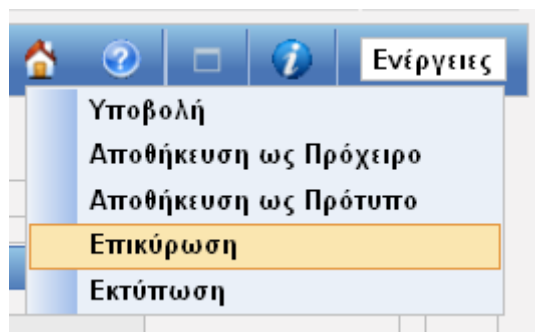 Ενέργειες
Υποβολή
Αποθήκευση ως Πρόχειρο
Αποθήκευση ως Πρότυπο
Επικύρωση
Εκτύπωση